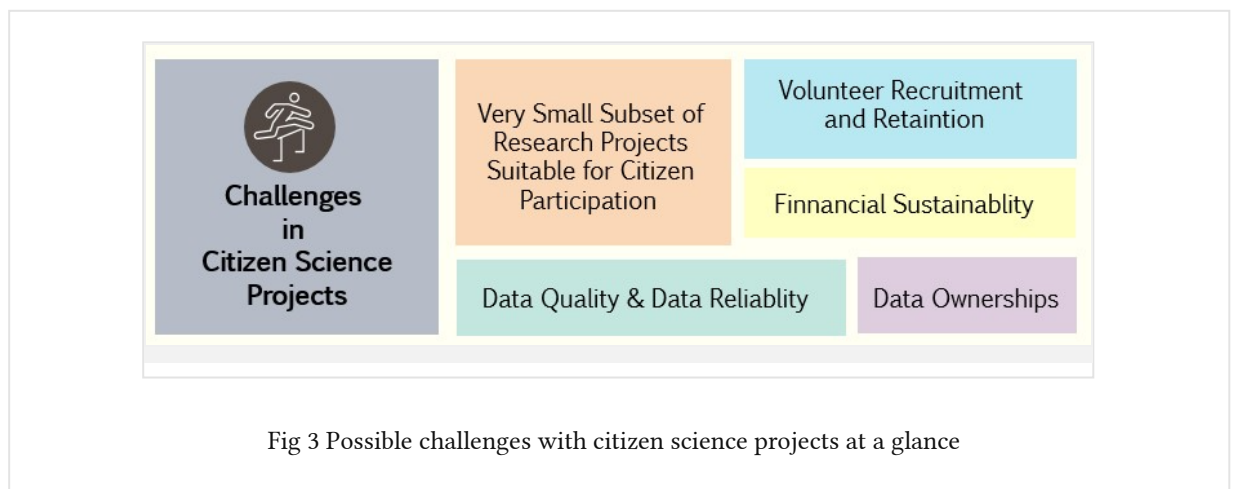 Challenges
in
Citizen Science
Projects
Very Small Subset of
Research Projects
Suitable for Citizen
Participation
Volunteer Recruitment
and Retaintion
Finnancial Sustainablity
Data Quality & Data Reliablity
Data Ownerships
Fig 3 Possible challenges with citizen science projects at a glance